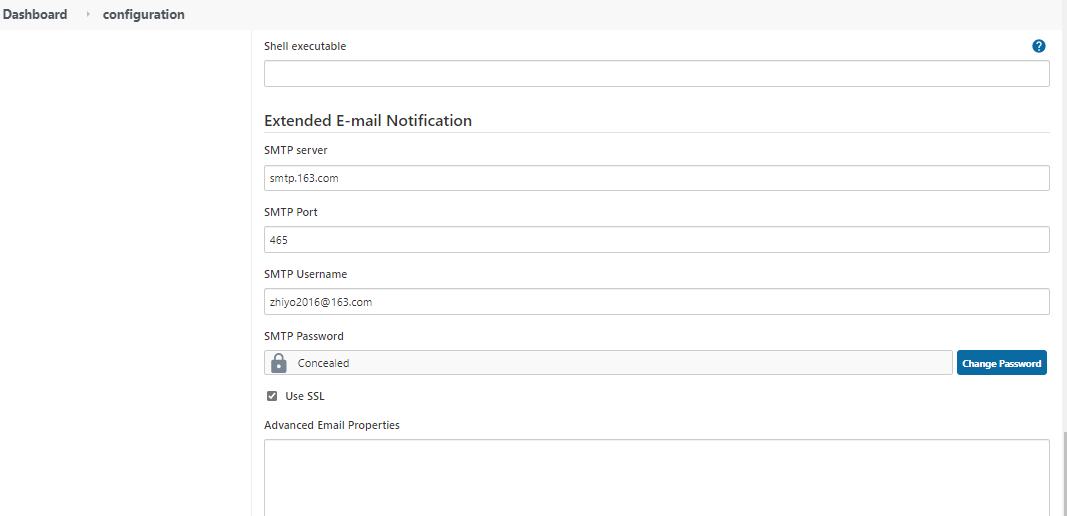 Dashboard configuration
Shell executable ?
Extended E-mail Notification
SMTP server
smtp.163.com
SMTP Port
465
SMTP Username
zhiyo2016@163.com
SMTP Password
Concealed Change Password
Use SSL
Advanced Email Properties